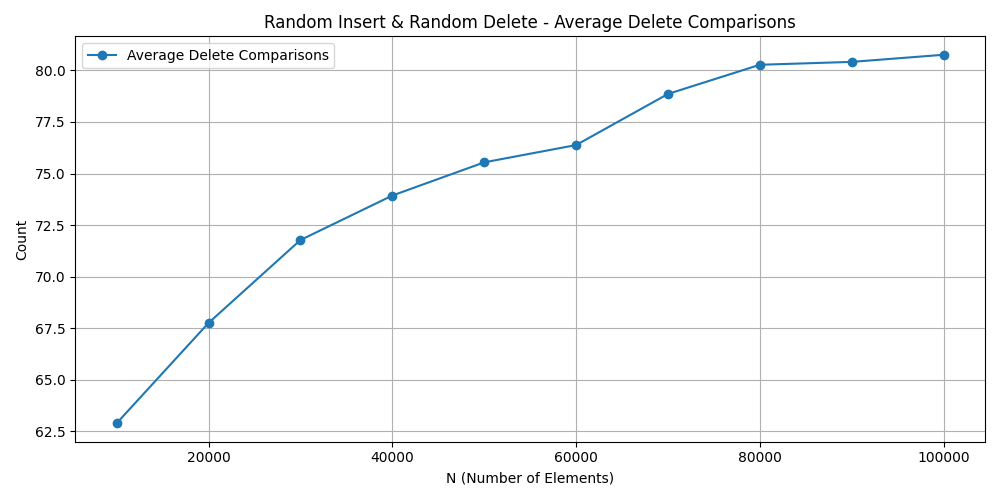 Random Insert & Random Delete - Average Delete Comparisons
Average Delete Comparisons
Count
80.0
77.5
75.0
72.5
70.0
67.5
65.0
62.5
20000 40000 60000 80000 100000
N (Number of Elements)